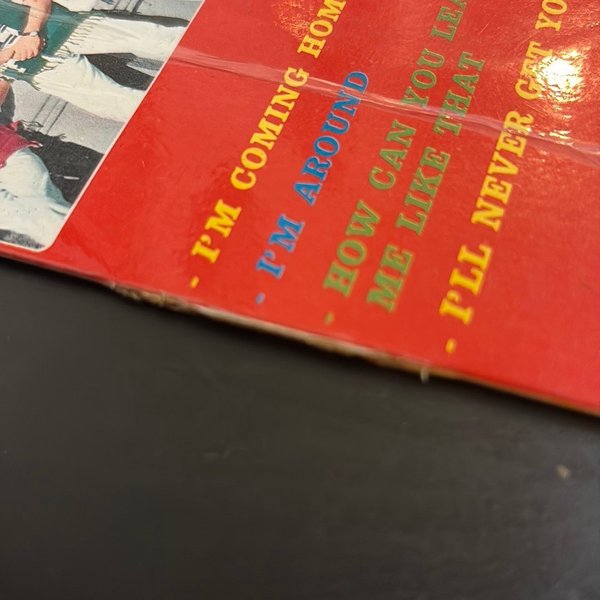 - I'M COMING HOM
- I'M AROUND
- HOW CAN YOU LEA
ME LIKE THAT
- I'LL NEVER GET YO